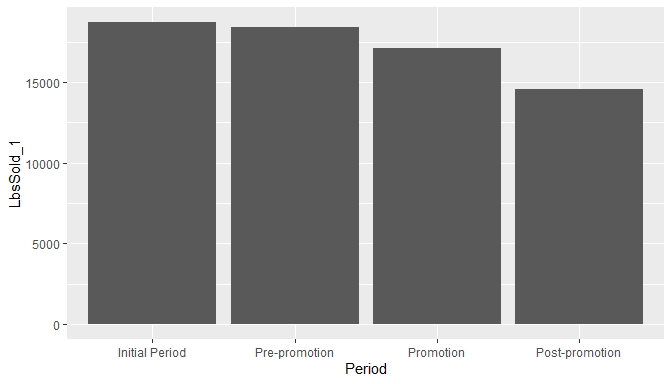 LbsSold_1
15000
10000
5000
0
Initial Period
Pre-promotion
Promotion
Post-promotion
Period